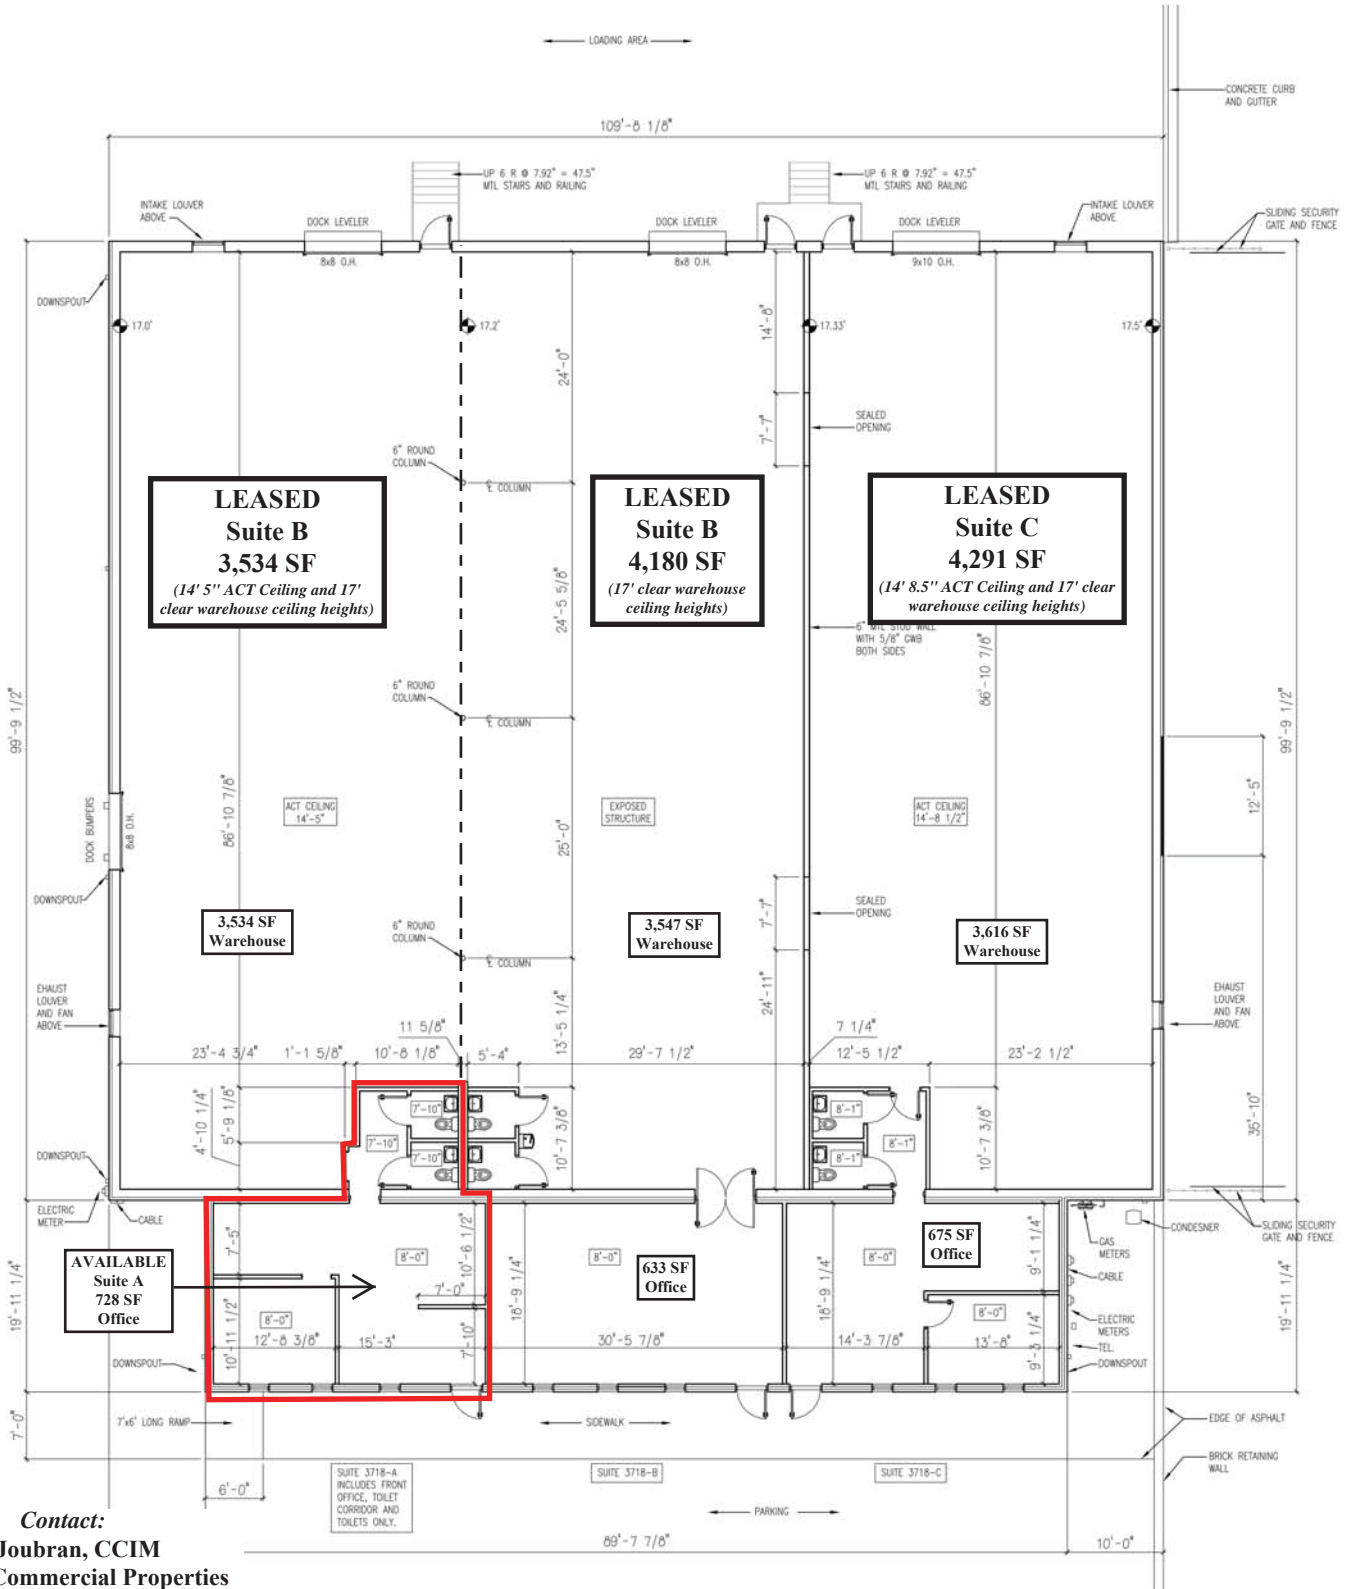 LOADING AREA
CONCRETE CURB
AND GUTTER
109'-8 1/8"
UP 6 R @ 7.92" = 47.5"
MTL STAIRS AND RAILING
UP 6 R @ 7.92" = 47.5"
MTL STAIRS AND RAILING
INTAKE LOUVER
ABOVE
DOCK LEVELER
DOCK LEVELER
DOCK LEVELER
INTAKE LOUVER
ABOVE
SLIDING SECURITY
GATE AND FENCE
8x8 O.H.
8x8 O.H.
9x10 O.H.
DOWNSPOUT
17.0'
17.2'
17.33'
17.5'
14'-8"
24'-0"
7'-7"
SEALED
OPENING
6" ROUND
COLUMN
℄ COLUMN
LEASED
Suite B
3,534 SF
(14' 5" ACT Ceiling and 17'
clear warehouse ceiling heights)
LEASED
Suite B
4,180 SF
(17' clear warehouse
ceiling heights)
LEASED
Suite C
4,291 SF
(14' 8.5" ACT Ceiling and 17' clear
warehouse ceiling heights)
24'-5 5/8"
6" MTL STUD WALL
WITH 5/8" GWB
BOTH SIDES
86'-10 7/8"
6" ROUND
COLUMN
℄ COLUMN
99'-9 1/2"
99'-9 1/2"
12'-5"
DOCK BUMPERS
8x8 O.H.
86'-10 7/8"
ACT CEILING
14'-5"
EXPOSED
STRUCTURE
ACT CEILING
14'-8 1/2"
25'-0"
DOWNSPOUT
7'-7"
SEALED
OPENING
3,534 SF
Warehouse
6" ROUND
COLUMN
℄ COLUMN
3,547 SF
Warehouse
3,616 SF
Warehouse
24'-11"
EHAUST
LOUVER
AND FAN
ABOVE
EHAUST
LOUVER
AND FAN
ABOVE
13'-5 1/4"
11 5/8"
7 1/4"
23'-4 3/4"
1'-1 5/8"
10'-8 1/8"
5'-4"
29'-7 1/2"
12'-5 1/2"
23'-2 1/2"
35'-10"
4'-10 1/4"
5'-9 1/8"
7'-10"
7'-10"
7'-10"
10'-7 3/8"
8'-1"
8'-1"
8'-1"
10'-7 3/8"
DOWNSPOUT
ELECTRIC
METER
CABLE
GAS
METERS
CONDESNER
SLIDING SECURITY
GATE AND FENCE
19'-11 1/4"
AVAILABLE
Suite A
728 SF
Office
7'-5"
8'-0"
10'-6 1/2"
7'-0"
18'-9 1/4"
8'-0"
633 SF
Office
18'-9 1/4"
8'-0"
675 SF
Office
9'-1 1/4"
CABLE
19'-11 1/4"
10'-11 1/2"
8'-0"
12'-8 3/8"
15'-3"
7'-10"
30'-5 7/8"
14'-3 7/8"
8'-0"
13'-8"
9'-3 1/4"
ELECTRIC
METERS
TEL.
DOWNSPOUT
DOWNSPOUT
7'-0"
7'x6' LONG RAMP
SIDEWALK
EDGE OF ASPHALT
BRICK RETAINING
WALL
6'-0"
SUITE 3718-A
INCLUDES FRONT
OFFICE, TOILET
CORRIDOR AND
TOILETS ONLY.
SUITE 3718-B
SUITE 3718-C
PARKING
89'-7 7/8"
10'-0"
Contact:
Joubran, CCIM
Commercial Properties